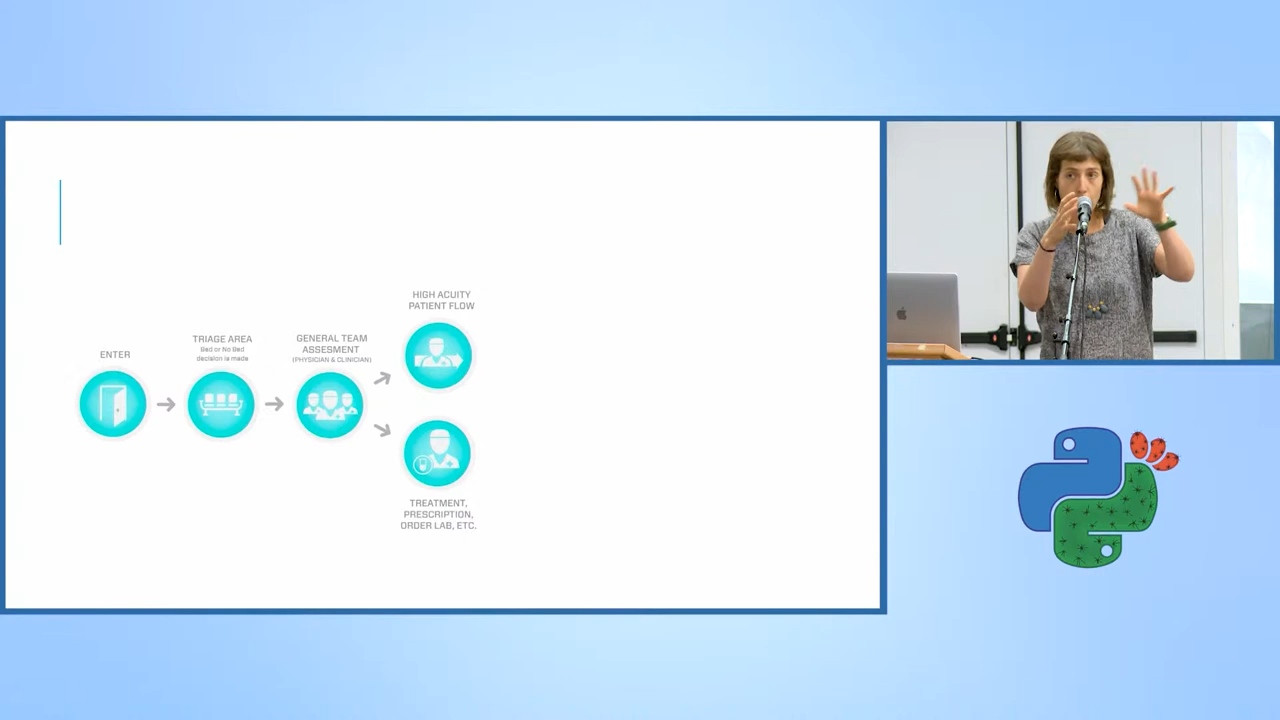 ENTER
TRIAGE AREA
Bed or No Bed
decision is made
GENERAL TEAM
ASSESMENT
(PHYSICIAN & CLINICIAN)
HIGH ACUITY
PATIENT FLOW
TREATMENT,
PRESCRIPTION,
ORDER LAB, ETC.